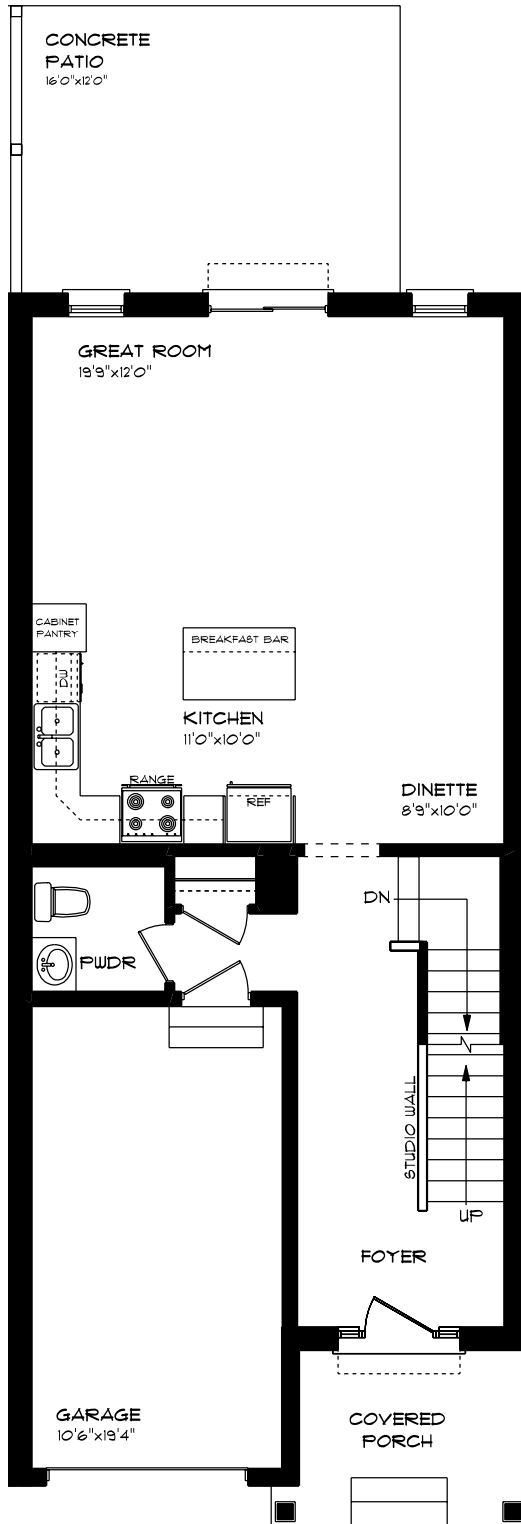 CONCRETE
PATIO
16'0"x12'0"
GREAT ROOM
19'9"x12'0"
CABINET
PANTRY
BREAKFAST BAR
DW
KITCHEN
11'0"x10'0"
RANGE
REF
DINETTE
8'9"x10'0"
DN
PWDR
STUDIO WALL
UP
FOYER
GARAGE
10'6"x19'4"
COVERED
PORCH